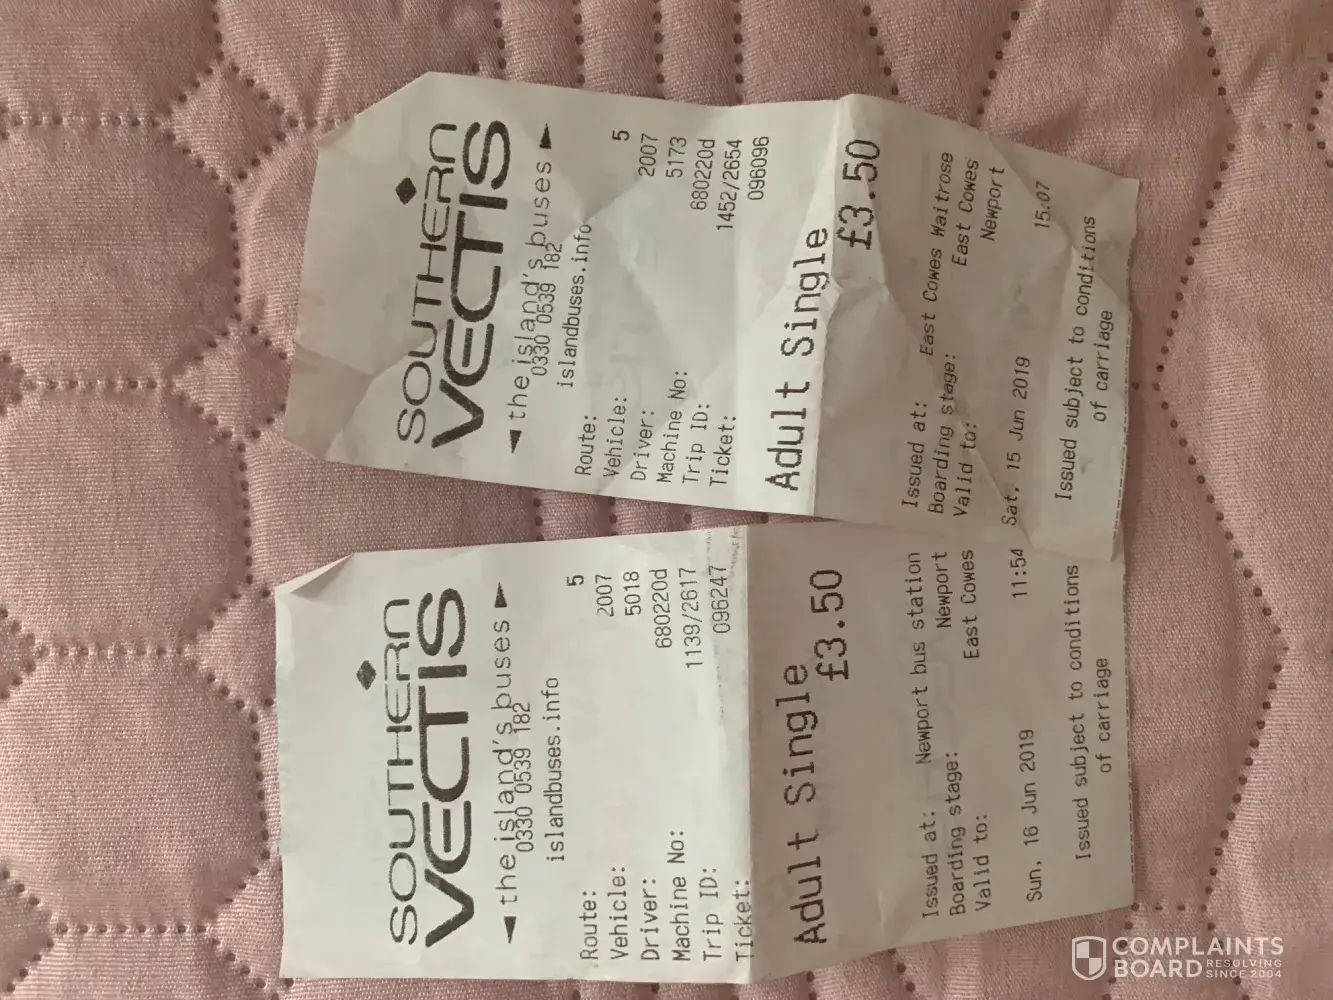 SOUTHERN
VECTIS
the island's buses
0330 0539 182
islandbuses.info
Route: 5
Vehicle: 2007
Driver: 5173
Machine No: 680220d
Trip ID: 1452/2654
Ticket: 096096
Adult Single
£3.50
Issued at: East Cowes Waitrose
Boarding stage: East Cowes
Valid to: Newport
Sat, 15 Jun 2019 15:07
Issued subject to conditions
of carriage
SOUTHERN
VECTIS
the island's buses
0330 0539 182
islandbuses.info
Route: 5
Vehicle: 2007
Driver: 5018
Machine No: 680220d
Trip ID: 1139/2617
Ticket: 096247
Adult Single
£3.50
Issued at: Newport bus station
Boarding stage: Newport
Valid to: East Cowes
Sun, 16 Jun 2019 11:54
Issued subject to conditions
of carriage
COMPLAINTS
BOARD RESOLVING
SINCE 2004